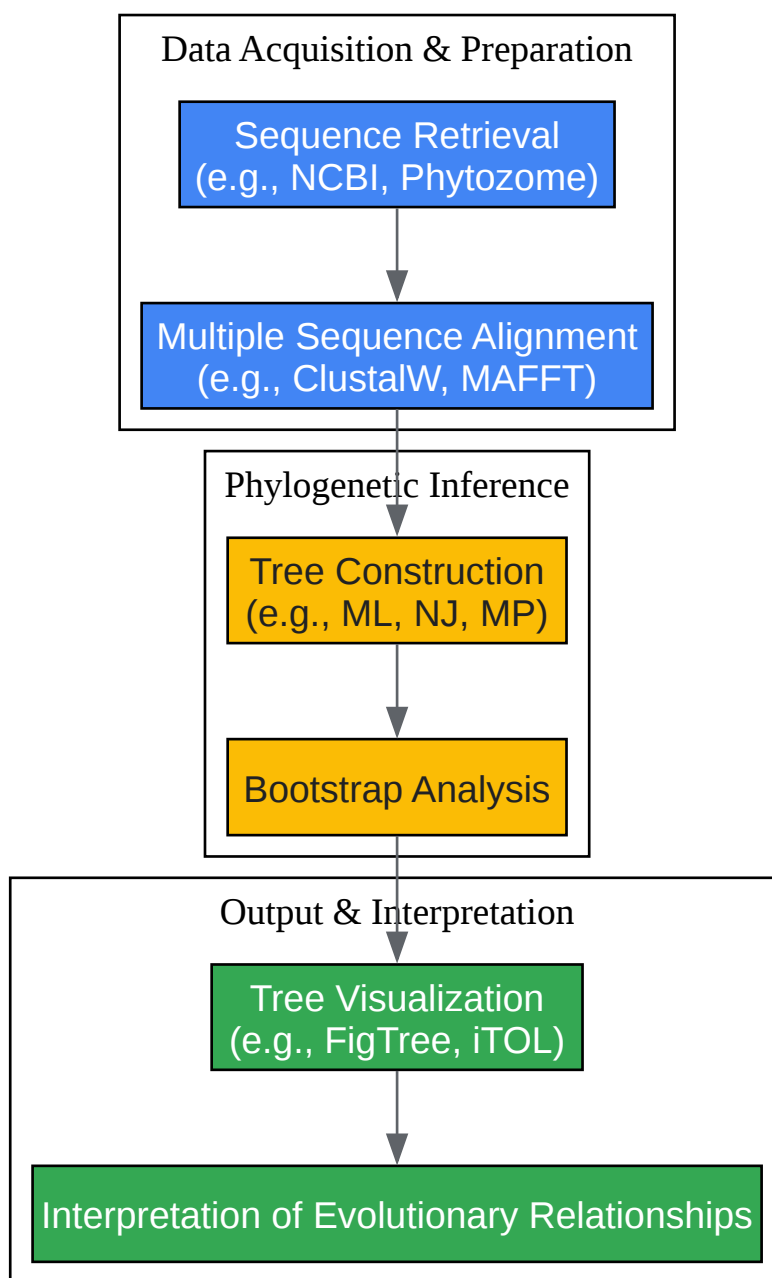 Data Acquisition & Preparation
Sequence Retrieval
(e.g., NCBI, Phytozome)
Multiple Sequence Alignment
(e.g., ClustalW, MAFFT)
Phylogenetic Inference
Tree Construction
(e.g., ML, NJ, MP)
Bootstrap Analysis
Output & Interpretation
Tree Visualization
(e.g., FigTree, iTOL)
Interpretation of Evolutionary Relationships